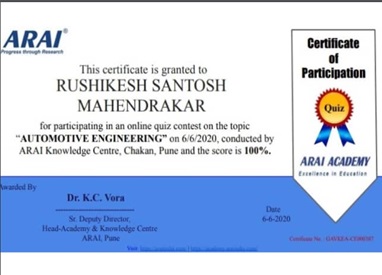 ARAI®
Progress through Research
Certificate
of
Participation
This certificate is granted to
RUSHIKESH SANTOSH
MAHENDRAKAR
for participating in an online quiz contest on the topic
“AUTOMOTIVE ENGINEERING” on 6/6/2020, conducted by
ARAI Knowledge Centre, Chakan, Pune and the score is 100%.
Quiz
ARAI ACADEMY
Excellence in Education
Awarded By
Dr. K.C. Vora
Sr. Deputy Director,
Head-Academy & Knowledge Centre
ARAI, Pune
Date
6-6-2020
Certificate No.